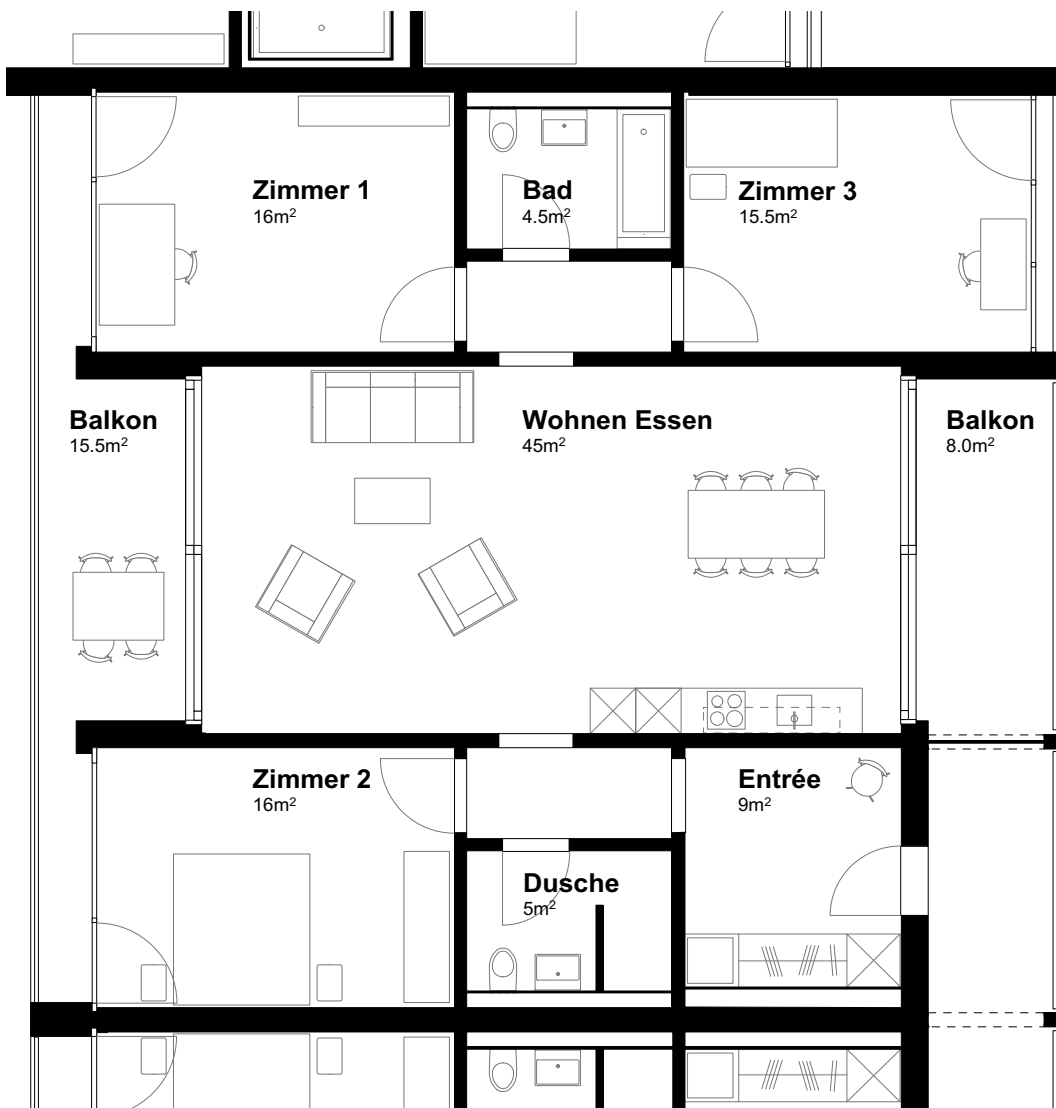 Zimmer 1
16m²
Bad
4.5m²
Zimmer 3
15.5m²
Balkon
15.5m²
Wohnen Essen
45m²
Balkon
8.0m²
Zimmer 2
16m²
Entrée
9m²
Dusche
5m²